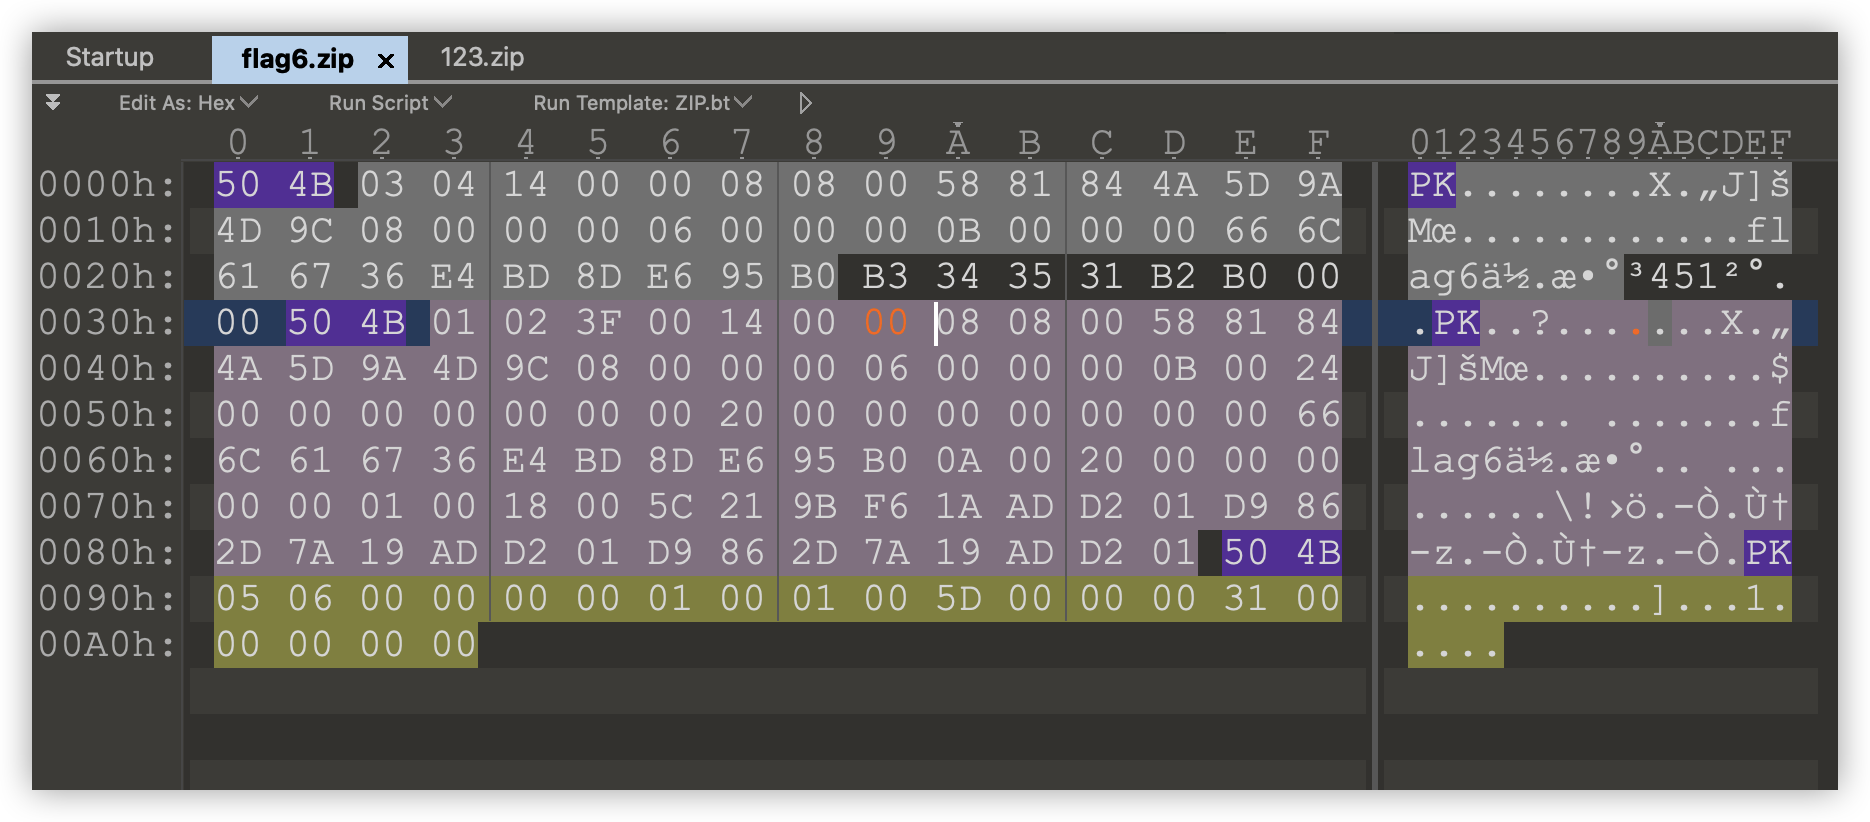 Startup flag6.zip × 123.zip
Edit As: Hex Run Script Run Template: ZIP.bt
0 1 2 3 4 5 6 7 8 9 A B C D E F 0123456789ABCDEF
0000h: 50 4B 03 04 14 00 00 08 08 00 58 81 84 4A 5D 9A PK........X.„J]š
0010h: 4D 9C 08 00 00 00 06 00 00 00 0B 00 00 00 66 6C Mœ............fl
0020h: 61 67 36 E4 BD 8D E6 95 B0 B3 34 35 31 B2 B0 00 ag6ä½.æ•°³451²°.
0030h: 00 50 4B 01 02 3F 00 14 00 00 08 08 00 58 81 84 .PK..?.......X.„
0040h: 4A 5D 9A 4D 9C 08 00 00 00 06 00 00 00 0B 00 24 J]šMœ..........$
0050h: 00 00 00 00 00 00 00 20 00 00 00 00 00 00 00 66 ....... .......f
0060h: 6C 61 67 36 E4 BD 8D E6 95 B0 0A 00 20 00 00 00 lag6ä½.æ•°.. ...
0070h: 00 00 01 00 18 00 5C 21 9B F6 1A AD D2 01 D9 86 ......\!›ö.-Ò.Ù†
0080h: 2D 7A 19 AD D2 01 D9 86 2D 7A 19 AD D2 01 50 4B -z.-Ò.Ù†-z.-Ò.PK
0090h: 05 06 00 00 00 00 01 00 01 00 5D 00 00 00 31 00 ..........]...1.
00A0h: 00 00 00 00 ....